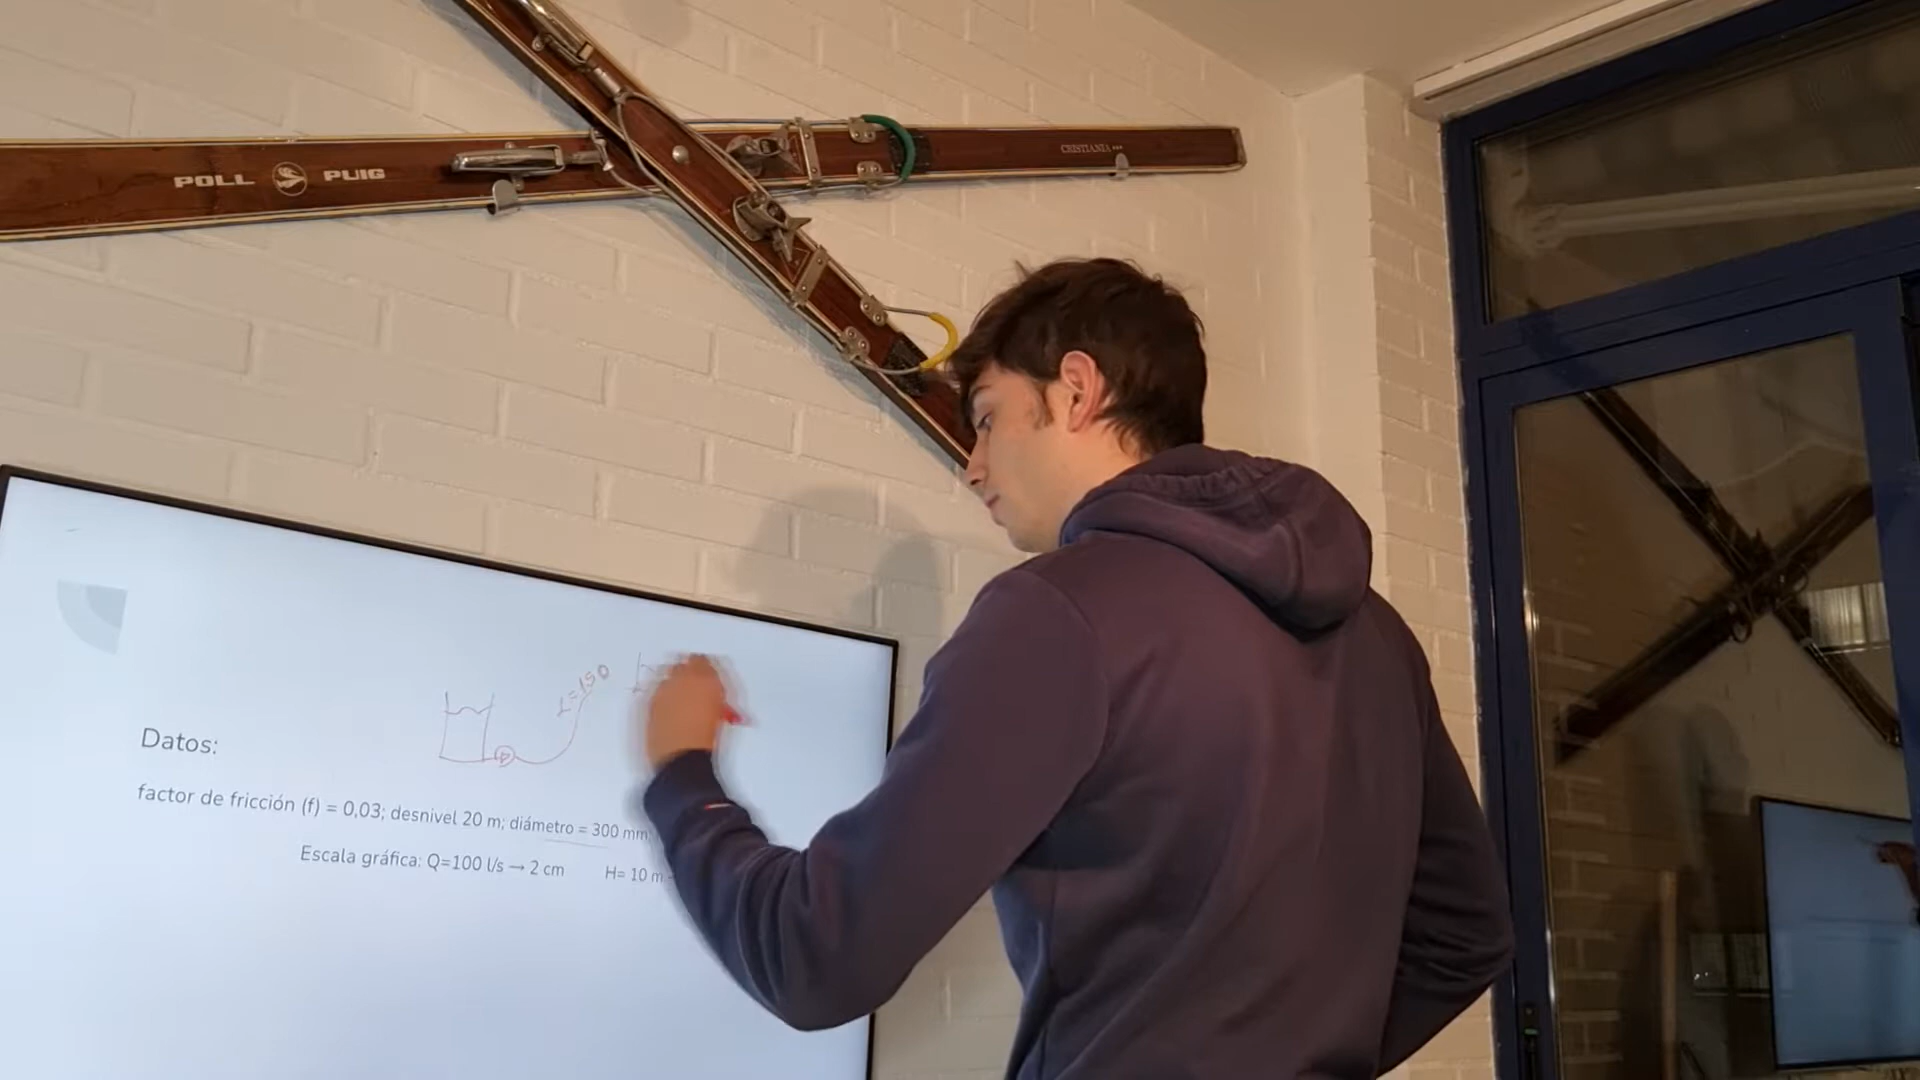 POLL PUIG
CRISTIANIA ***
L=150
Datos:
factor de fricción (f) = 0,03; desnivel 20 m; diámetro = 300 mm;
Escala gráfica: Q=100 l/s → 2 cm H= 10 m